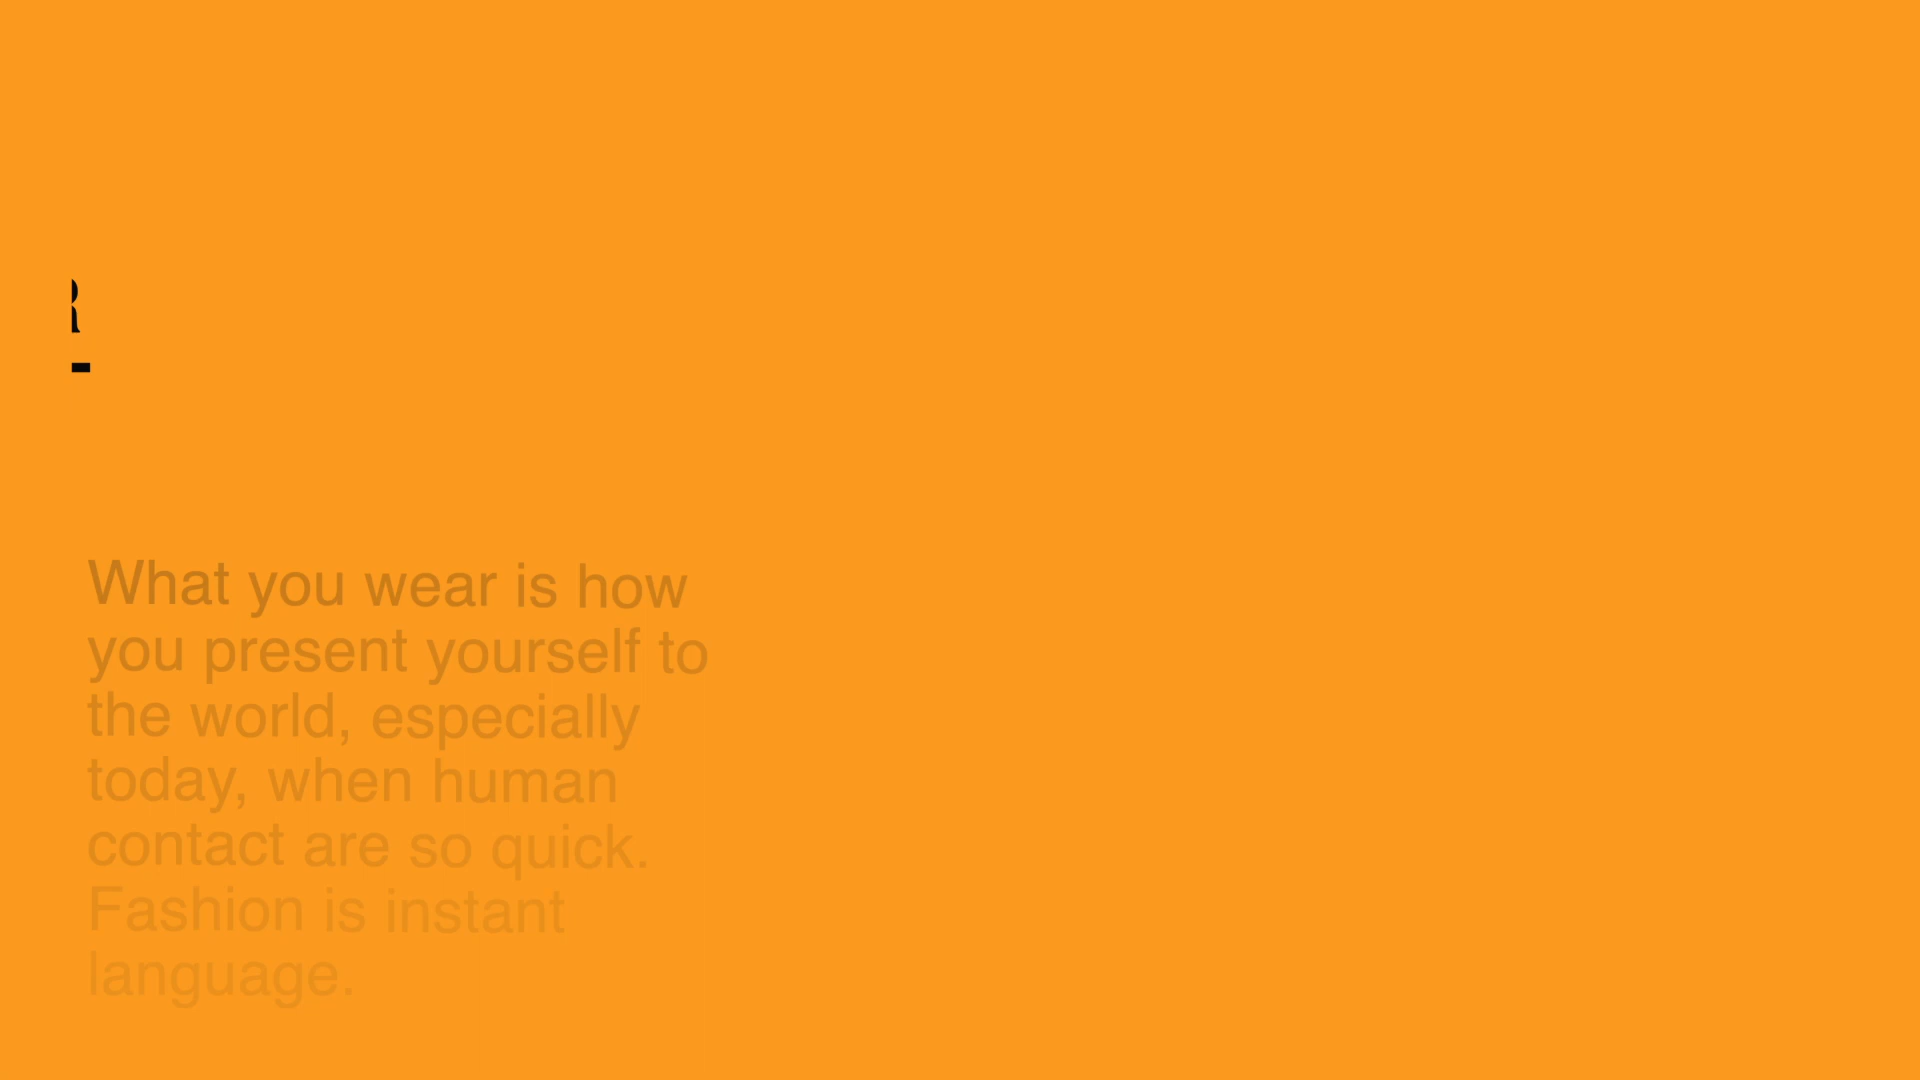 What you wear is how
you present yourself to
the world, especially
today, when human
contact are so quick.
Fashion is instant
language.